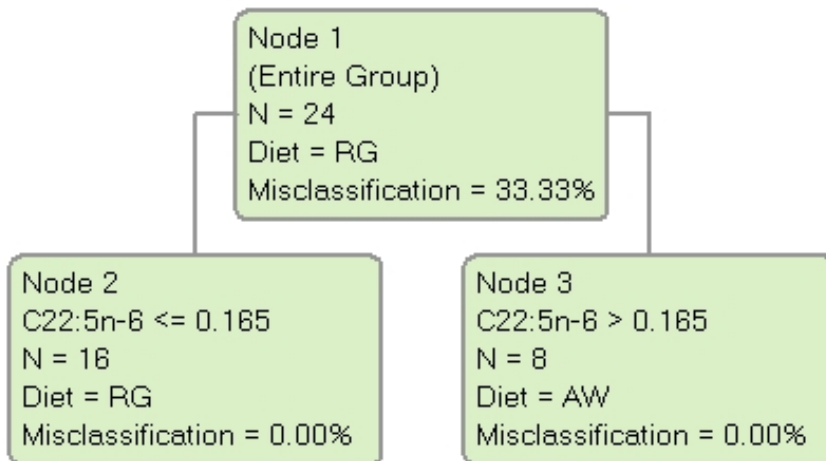 Node 1
(Entire Group)
N = 24
Diet = RG
Misclassification = 33.33%
Node 2
C22:5n-6 <= 0.165
N = 16
Diet = RG
Misclassification = 0.00%
Node 3
C22:5n-6 > 0.165
N = 8
Diet = AW
Misclassification = 0.00%